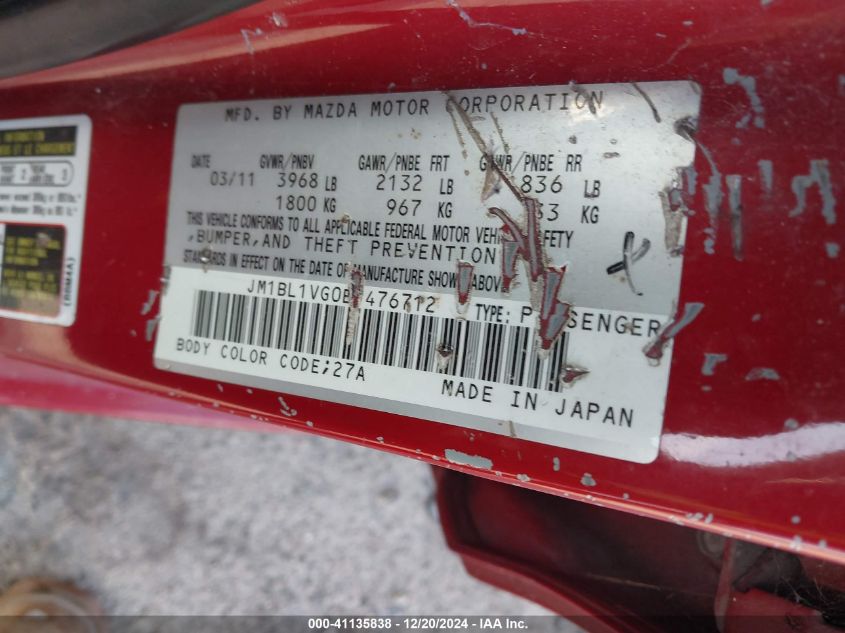 MFD. BY MAZDA MOTOR CORPORATION
DATE GVWR/PNBV GAWR/PNBE FRT /PNBE RR
03/11 3968 LB 2132 LB 836 LB
1800 KG 967 KG KG
THIS VEHICLE CONFORMS TO ALL APPLICABLE FEDERAL MOTOR SAFETY
,BUMPER,AND THEFT PREVENTION
STANDARDS IN EFFECT ON THE DATE OF MANUFACTURE SHOWN ABOVE
TYPE:
BODY COLOR CODE;27A
MADE IN JAPAN
(BBM4A)
000-41135838 - 12/20/2024 - IAA Inc.